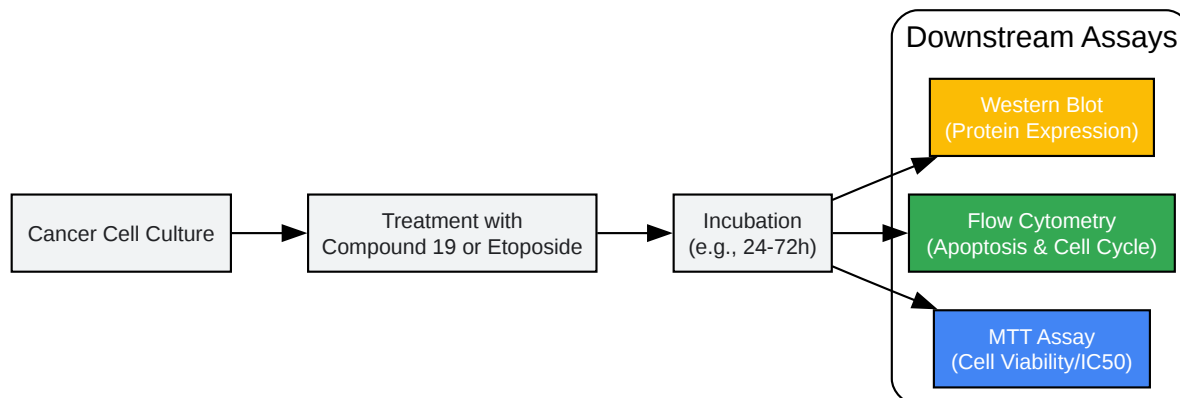 Downstream Assays
Western Blot
(Protein Expression)
Cancer Cell Culture
Treatment with
Compound 19 or Etoposide
Incubation
(e.g., 24-72h)
Flow Cytometry
(Apoptosis & Cell Cycle)
MTT Assay
(Cell Viability/IC50)